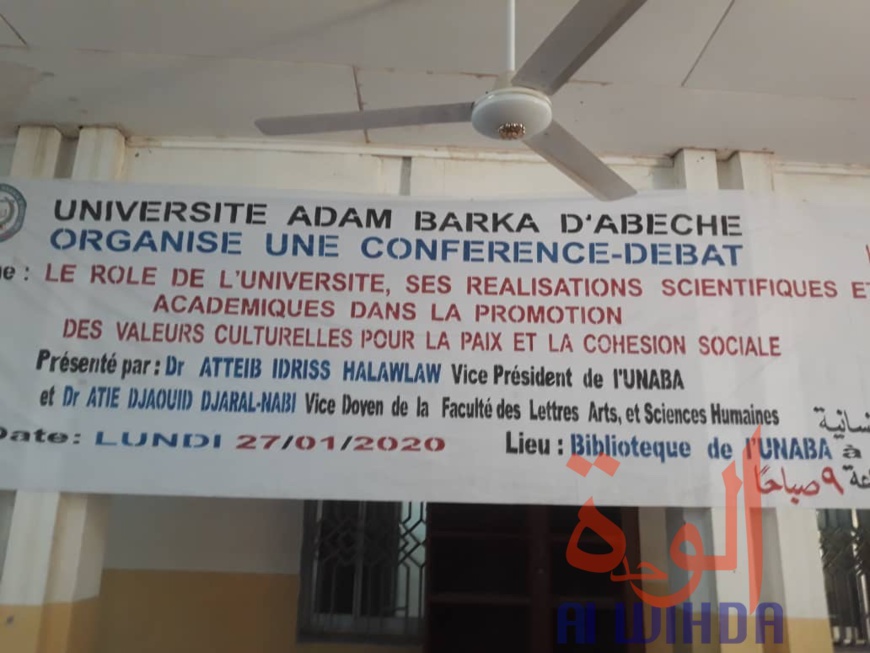 UNIVERSITE ADAM BARKA D'ABECHE
ORGANISE UNE CONFERENCE-DEBAT
: LE ROLE DE L'UNIVERSITE, SES REALISATIONS SCIENTIFIQUES ET
ACADEMIQUES DANS LA PROMOTION
DES VALEURS CULTURELLES POUR LA PAIX ET LA COHESION SOCIALE
Présenté par : Dr ATTEIB IDRISS HALAWLAW Vice Président de l'UNABA
et Dr ATIE DJAOUID DJARAL-NABI Vice Doyen de la Faculté des Lettres Arts, et Sciences Humaines
Date: LUNDI 27/01/2020 Lieu : Biblioteque de l'UNABA à
٩ صباحًا
الوحدة
Al WIHDA